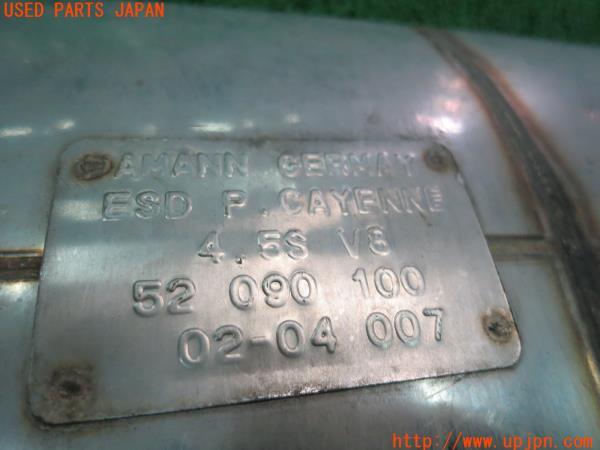 USED PARTS JAPAN
AMANN GERMAY
ESD P. CAYENNE
4.5S V8
52 090 100
02-04 007
http://www.upjpn.com/